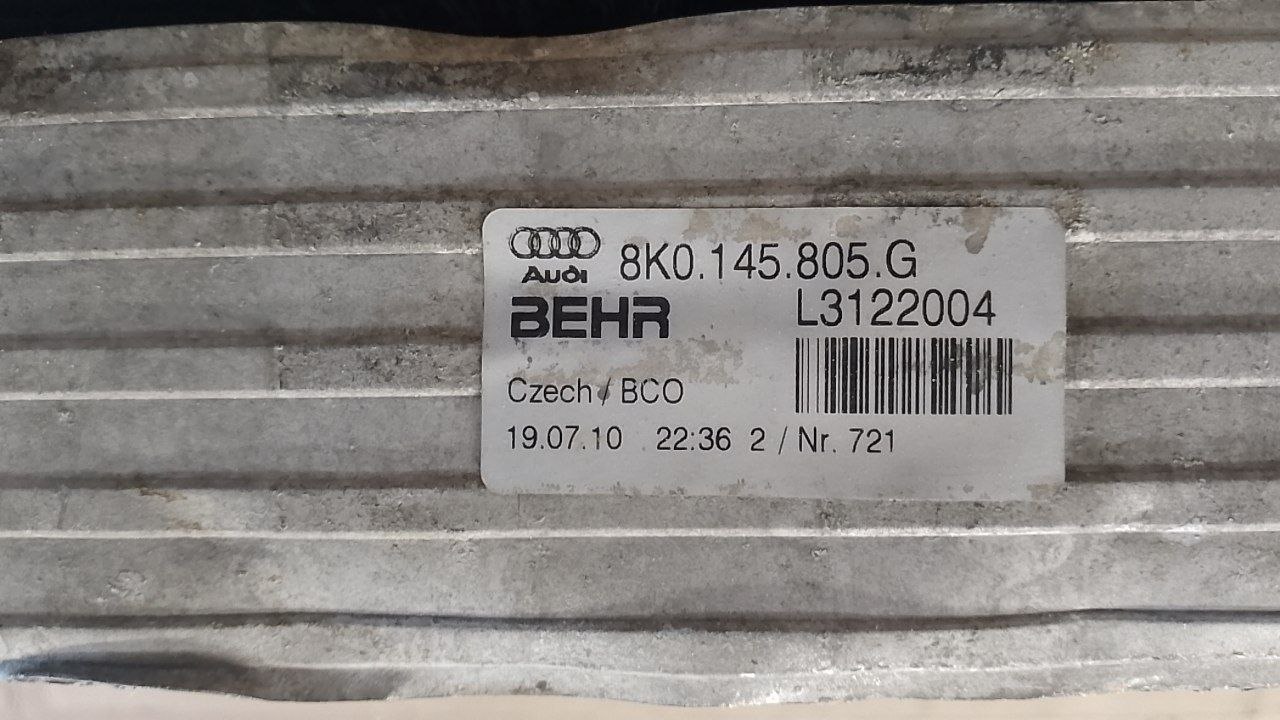 Audi 8K0.145.805.G
BEHR L3122004
Czech / BCO
19.07.10 22:36 2 / Nr. 721